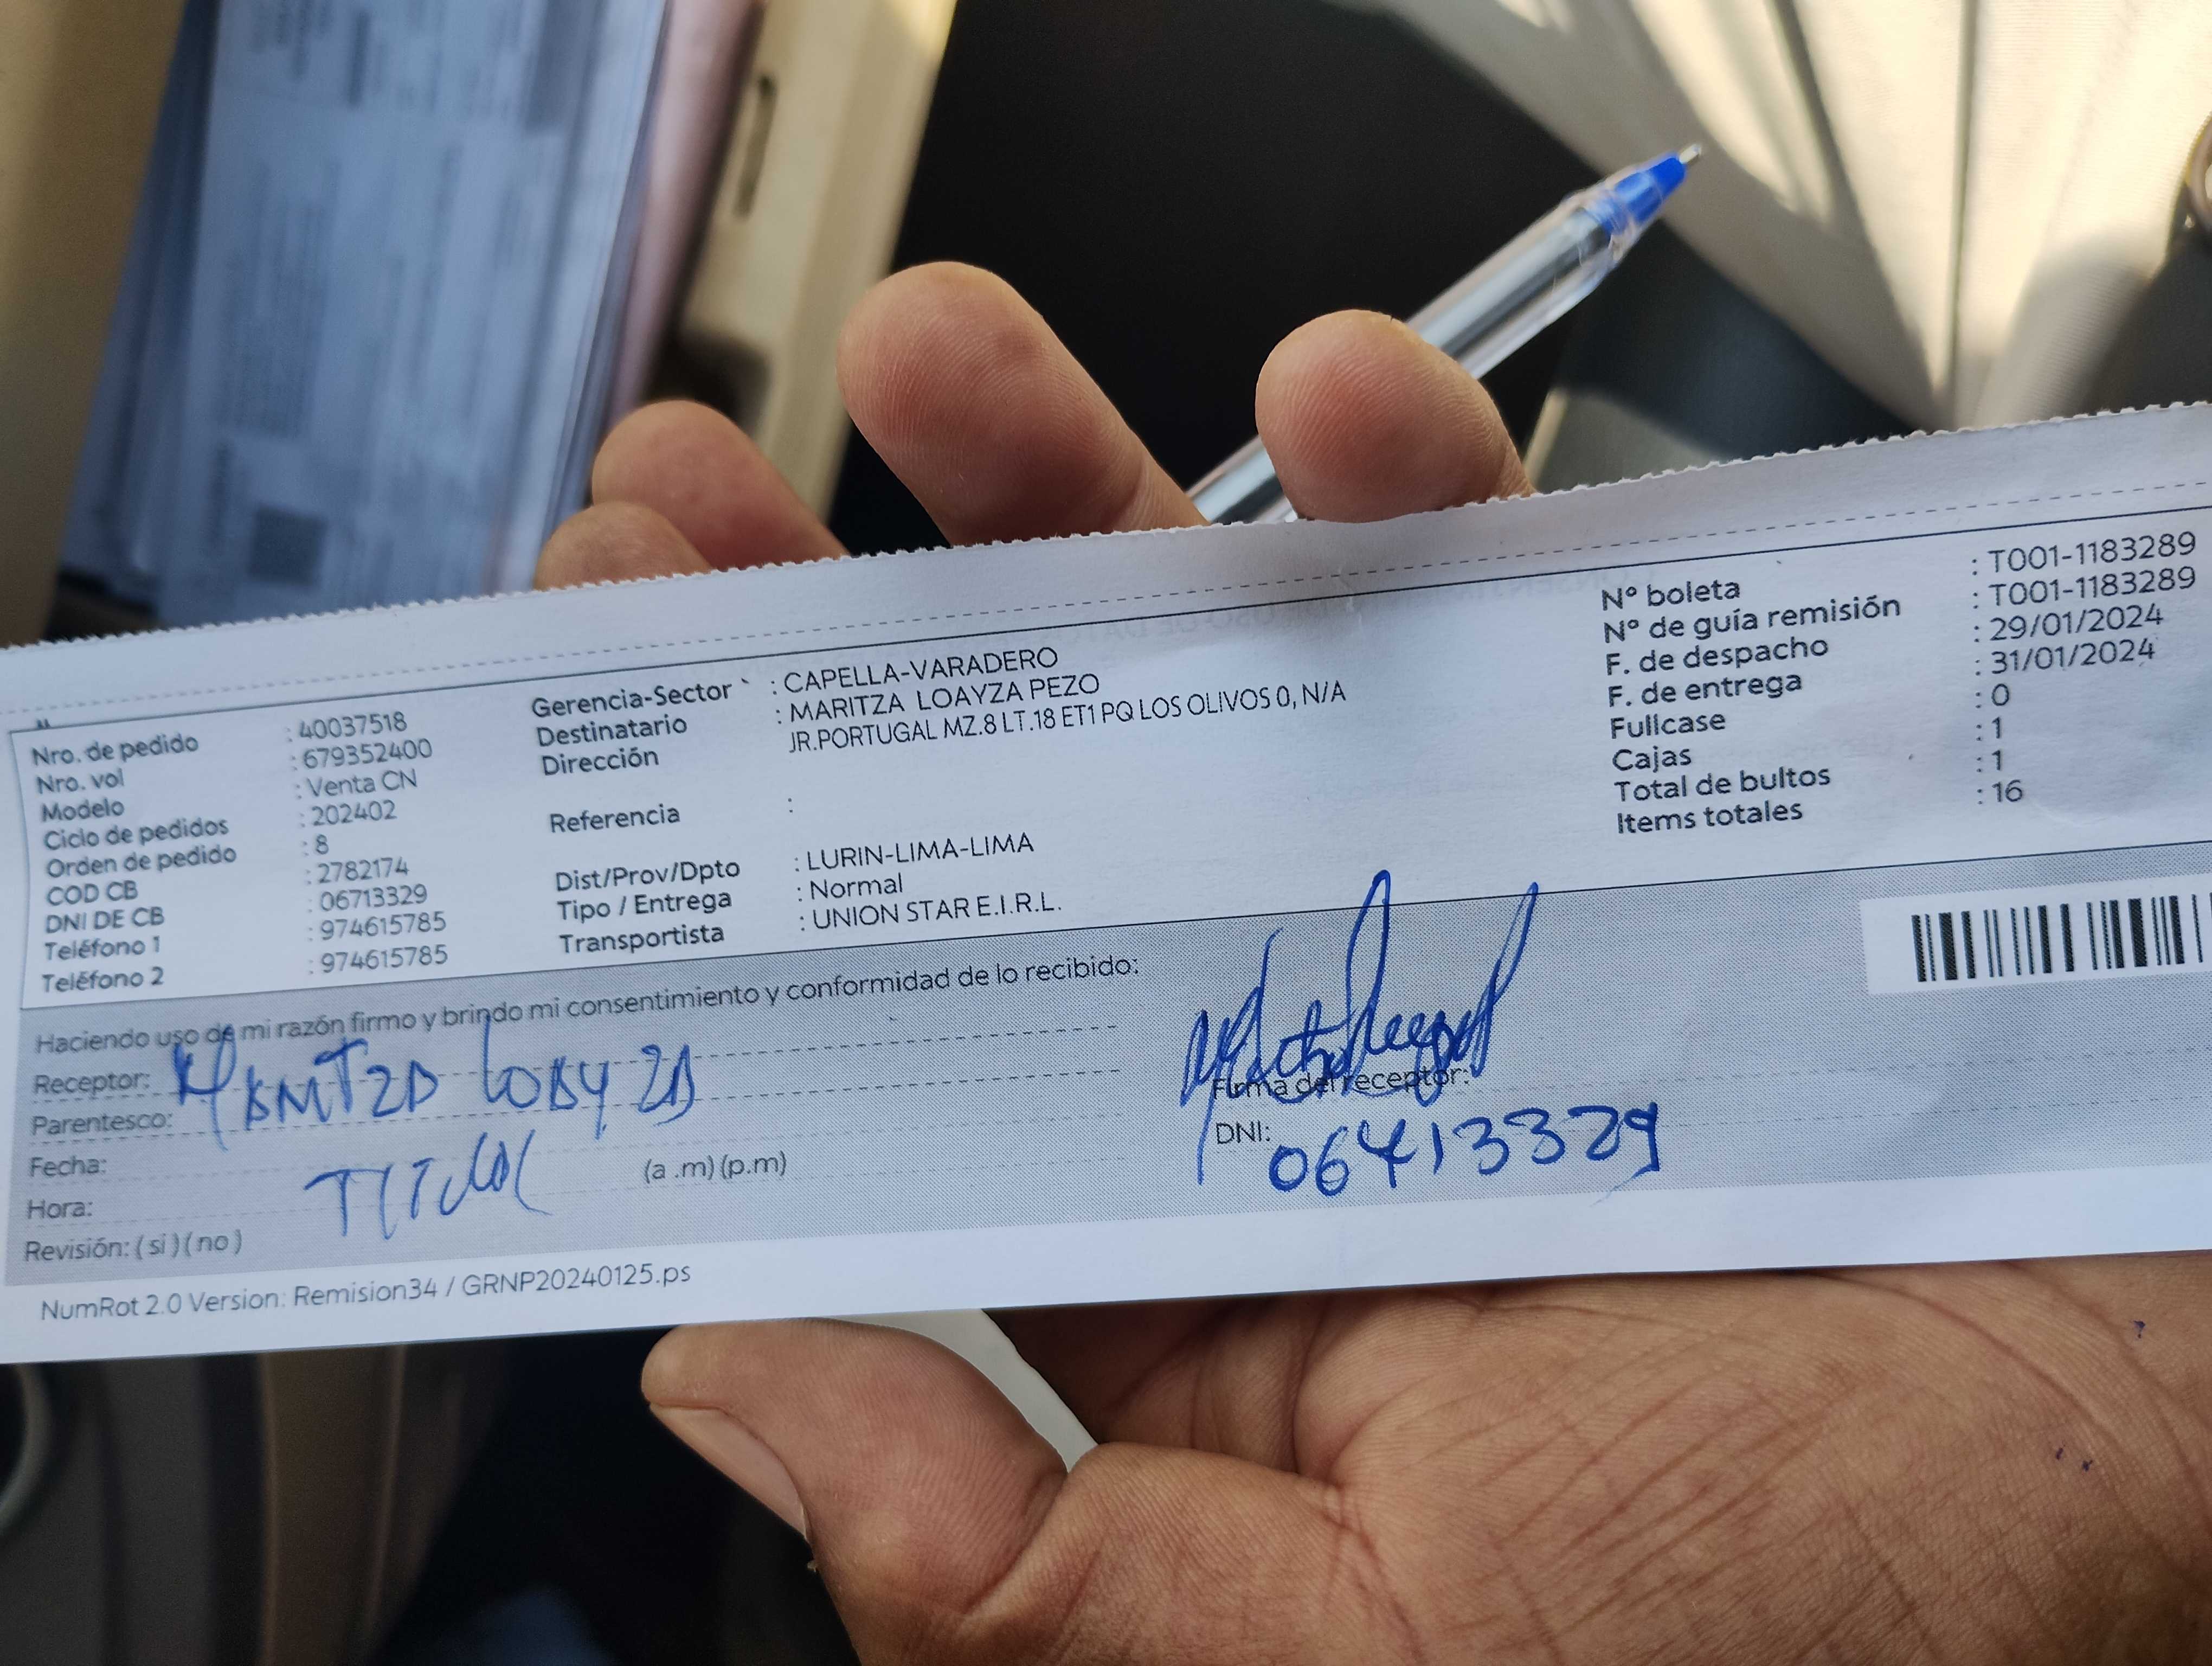 Nro. de pedido : 40037518
Nro. vol : 679352400
Modelo : Venta CN
Ciclo de pedidos : 202402
Orden de pedido : 8
COD CB : 2782174
DNI DE CB : 06713329
Teléfono 1 : 974615785
Teléfono 2 : 974615785
Gerencia-Sector : CAPELLA-VARADERO
Destinatario : MARITZA LOAYZA PEZO
Dirección JR.PORTUGAL MZ.8 LT.18 ET1 PQ LOS OLIVOS 0, N/A
Referencia :
Dist/Prov/Dpto : LURIN-LIMA-LIMA
Tipo / Entrega : Normal
Transportista : UNION STAR E.I.R.L.
N° boleta : T001-1183289
N° de guía remisión : T001-1183289
F. de despacho : 29/01/2024
F. de entrega : 31/01/2024
Fullcase : 0
Cajas : 1
Total de bultos : 1
Items totales : 16
Haciendo uso de mi razón firmo y brindo mi consentimiento y conformidad de lo recibido:
Receptor: MARITZA LOAYZA
Parentesco:
Fecha: TITULAR
Hora: (a .m) (p.m)
Revisión: ( si ) ( no )
Firma del receptor:
DNI: 06713329
NumRot 2.0 Version: Remision34 / GRNP20240125.ps